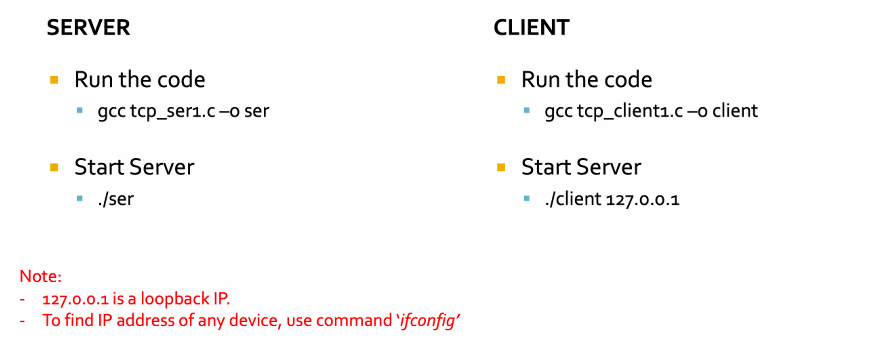 SERVER
■ Run the code
■ gcc tcp_ser1.c –o ser
■ Start Server
■ ./ser
CLIENT
■ Run the code
■ gcc tcp_client1.c –o client
■ Start Server
■ ./client 127.0.0.1
Note:
- 127.0.0.1 is a loopback IP.
- To find IP address of any device, use command ‘ifconfig’